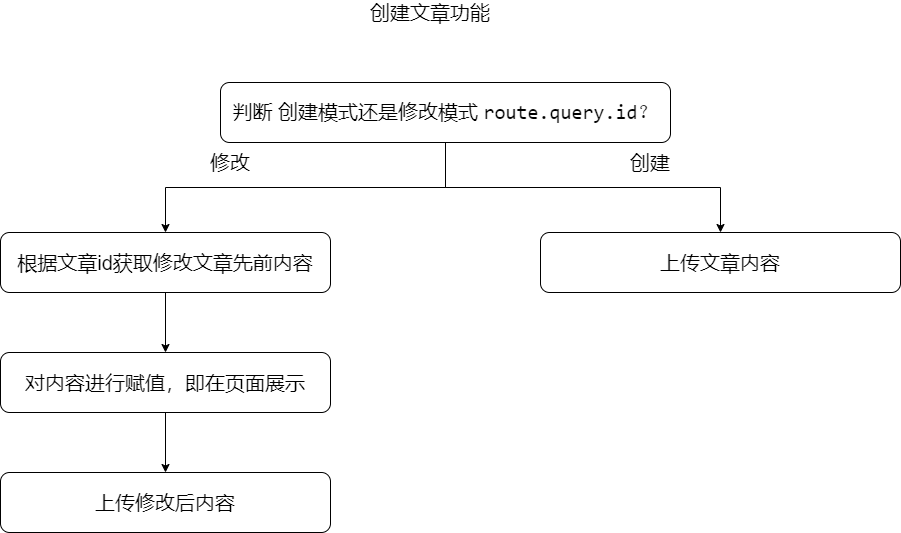 创建文章功能
判断 创建模式还是修改模式 route.query.id？
修改
创建
根据文章id获取修改文章先前内容
上传文章内容
对内容进行赋值，即在页面展示
上传修改后内容